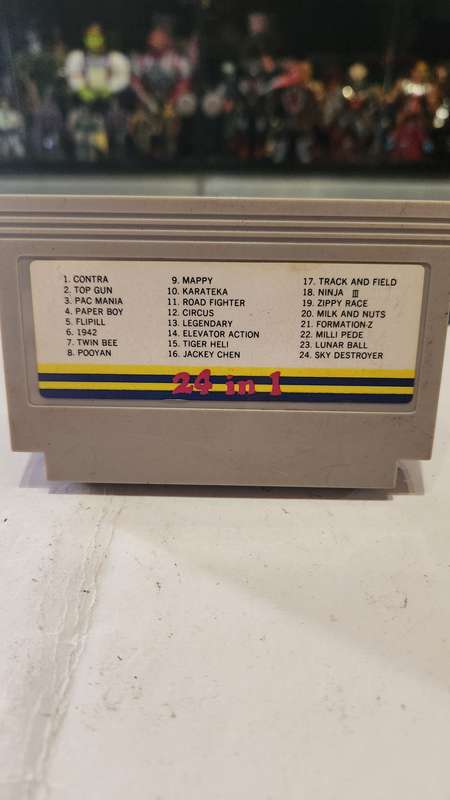 1. CONTRA
2. TOP GUN
3. PAC MANIA
4. PAPER BOY
5. FLIPILL
6. 1942
7. TWIN BEE
8. POOYAN
9. MAPPY
10. KARATEKA
11. ROAD FIGHTER
12. CIRCUS
13. LEGENDARY
14. ELEVATOR ACTION
15. TIGER HELI
16. JACKEY CHEN
17. TRACK AND FIELD
18. NINJA Ⅲ
19. ZIPPY RACE
20. MILK AND NUTS
21. FORMATION-Z
22. MILLI PEDE
23. LUNAR BALL
24. SKY DESTROYER
24 in 1